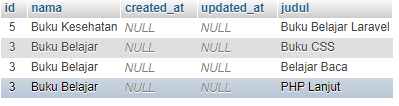 id nama created_at updated_at judul
5 Buku Kesehatan NULL NULL Buku Belajar Laravel
3 Buku Belajar NULL NULL Buku CSS
3 Buku Belajar NULL NULL Belajar Baca
3 Buku Belajar NULL NULL PHP Lanjut